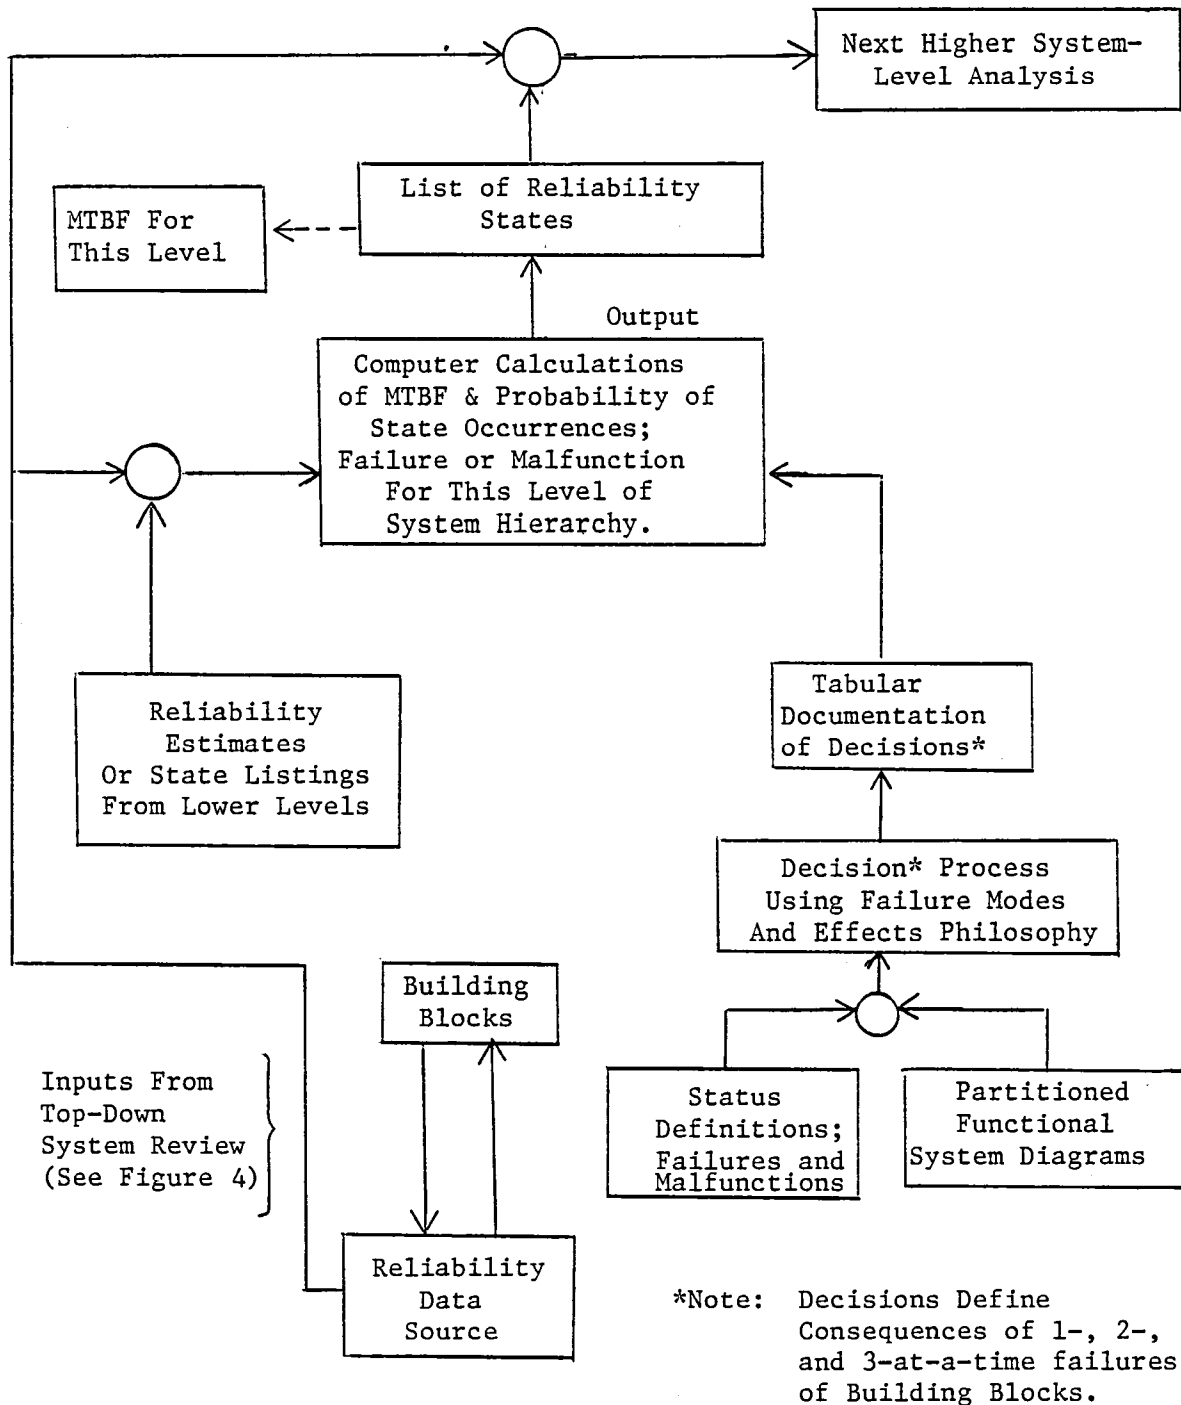 Next Higher System-
Level Analysis
List of Reliability
States
MTBF For
This Level
Output
Computer Calculations
of MTBF & Probability of
State Occurrences;
Failure or Malfunction
For This Level of
System Hierarchy.
Reliability
Estimates
Or State Listings
From Lower Levels
Tabular
Documentation
of Decisions*
Decision* Process
Using Failure Modes
And Effects Philosophy
Building
Blocks
Inputs From
Top-Down
System Review
(See Figure 4)
Status
Definitions;
Failures and
Malfunctions
Partitioned
Functional
System Diagrams
Reliability
Data
Source
*Note: Decisions Define
Consequences of 1-, 2-,
and 3-at-a-time failures
of Building Blocks.